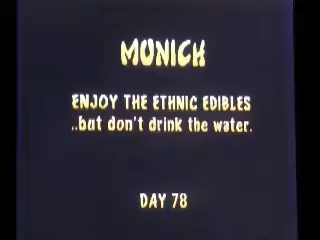 MUNICH
ENJOY THE ETHNIC EDIBLES
..but don't drink the water.
DAY 78